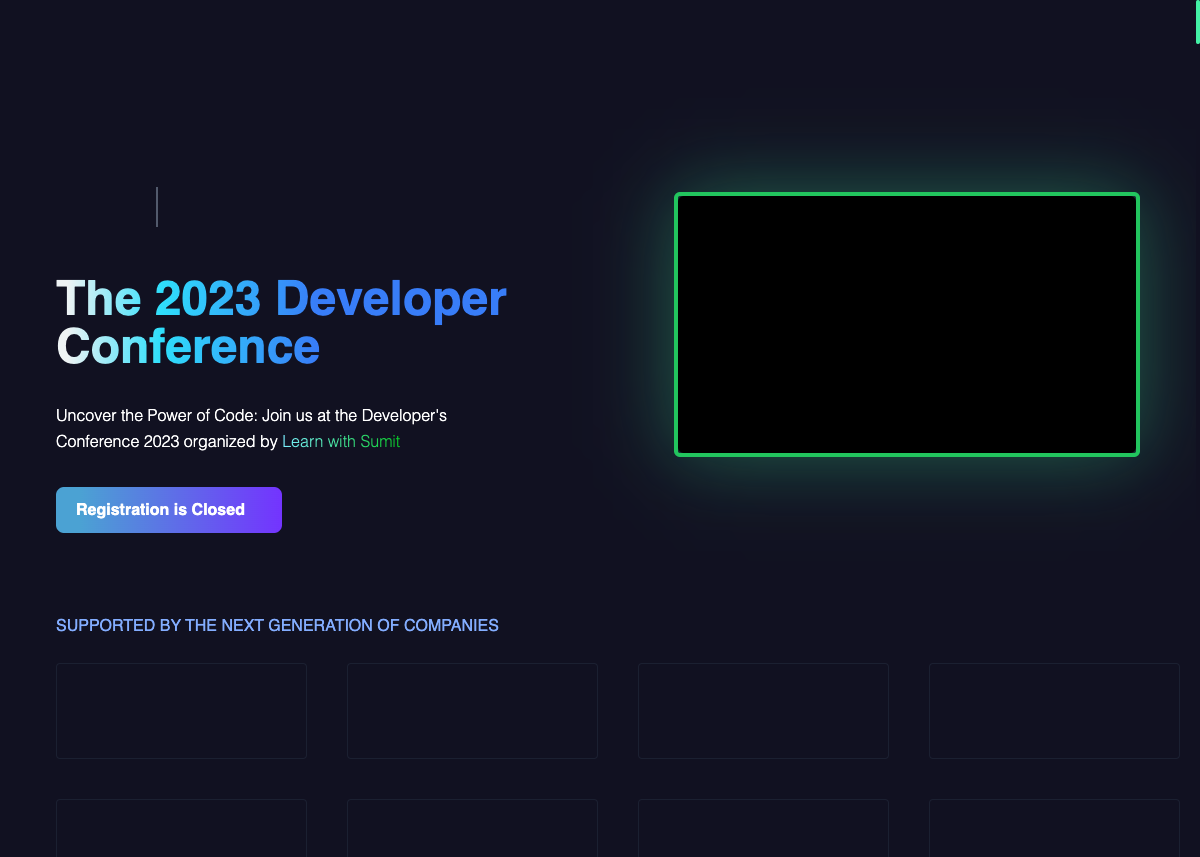 The 2023 Developer
Conference
Uncover the Power of Code: Join us at the Developer's
Conference 2023 organized by Learn with Sumit
Registration is Closed
SUPPORTED BY THE NEXT GENERATION OF COMPANIES